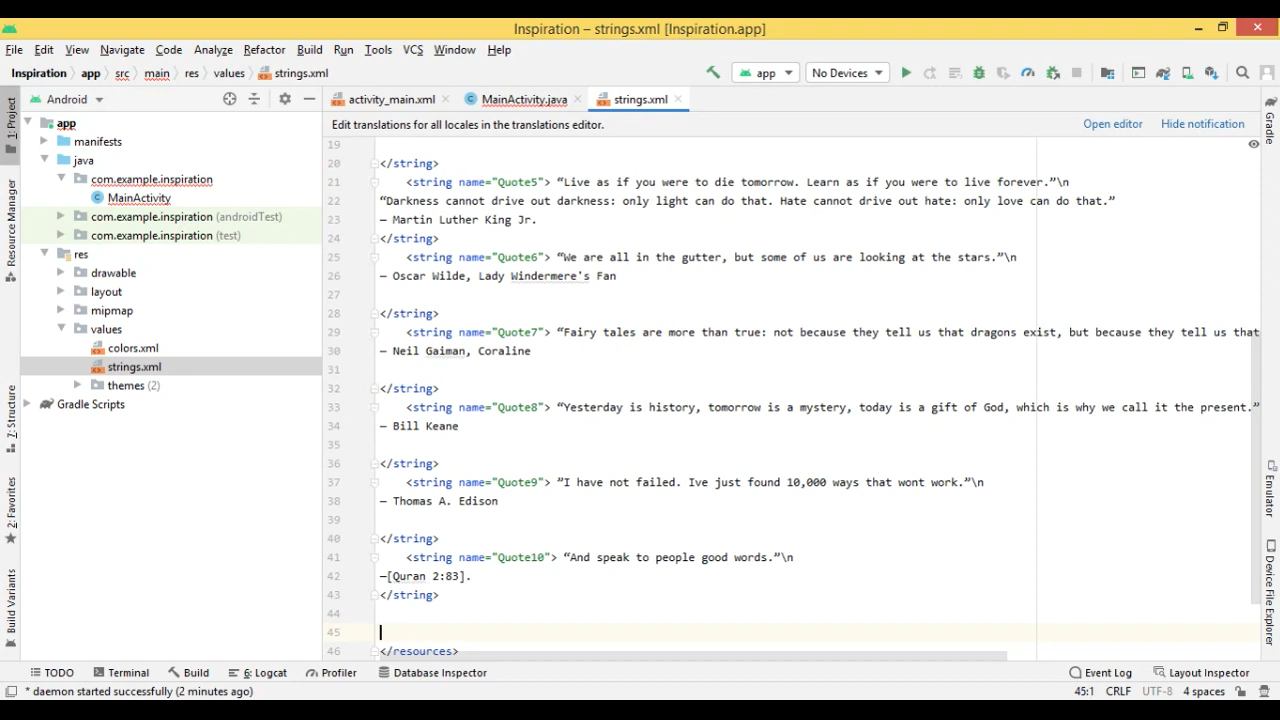 Inspiration – strings.xml [Inspiration.app]
File Edit View Navigate Code Analyze Refactor Build Run Tools VCS Window Help
Inspiration app src main res values strings.xml
app No Devices
Android
activity_main.xml MainActivity.java strings.xml
Edit translations for all locales in the translations editor. Open editor Hide notification
1: Project
Resource Manager
Z: Structure
2: Favorites
Build Variants
app
manifests
java
com.example.inspiration
MainActivity
com.example.inspiration (androidTest)
com.example.inspiration (test)
res
drawable
layout
mipmap
values
colors.xml
strings.xml
themes (2)
Gradle Scripts
19
20 </string>
21 <string name="Quote5"> “Live as if you were to die tomorrow. Learn as if you were to live forever.”\n
22 “Darkness cannot drive out darkness: only light can do that. Hate cannot drive out hate: only love can do that.”
23 — Martin Luther King Jr.
24 </string>
25 <string name="Quote6"> “We are all in the gutter, but some of us are looking at the stars.”\n
26 — Oscar Wilde, Lady Windermere's Fan
27
28 </string>
29 <string name="Quote7"> “Fairy tales are more than true: not because they tell us that dragons exist, but because they tell us that
30 — Neil Gaiman, Coraline
31
32 </string>
33 <string name="Quote8"> “Yesterday is history, tomorrow is a mystery, today is a gift of God, which is why we call it the present.”
34 — Bill Keane
35
36 </string>
37 <string name="Quote9"> ”I have not failed. Ive just found 10,000 ways that wont work.”\n
38 — Thomas A. Edison
39
40 </string>
41 <string name="Quote10"> “And speak to people good words.”\n
42 —[Quran 2:83].
43 </string>
44
45
46 </resources>
Gradle
Emulator
Device File Explorer
TODO Terminal Build 6: Logcat Profiler Database Inspector Event Log Layout Inspector
* daemon started successfully (2 minutes ago) 45:1 CRLF UTF-8 4 spaces